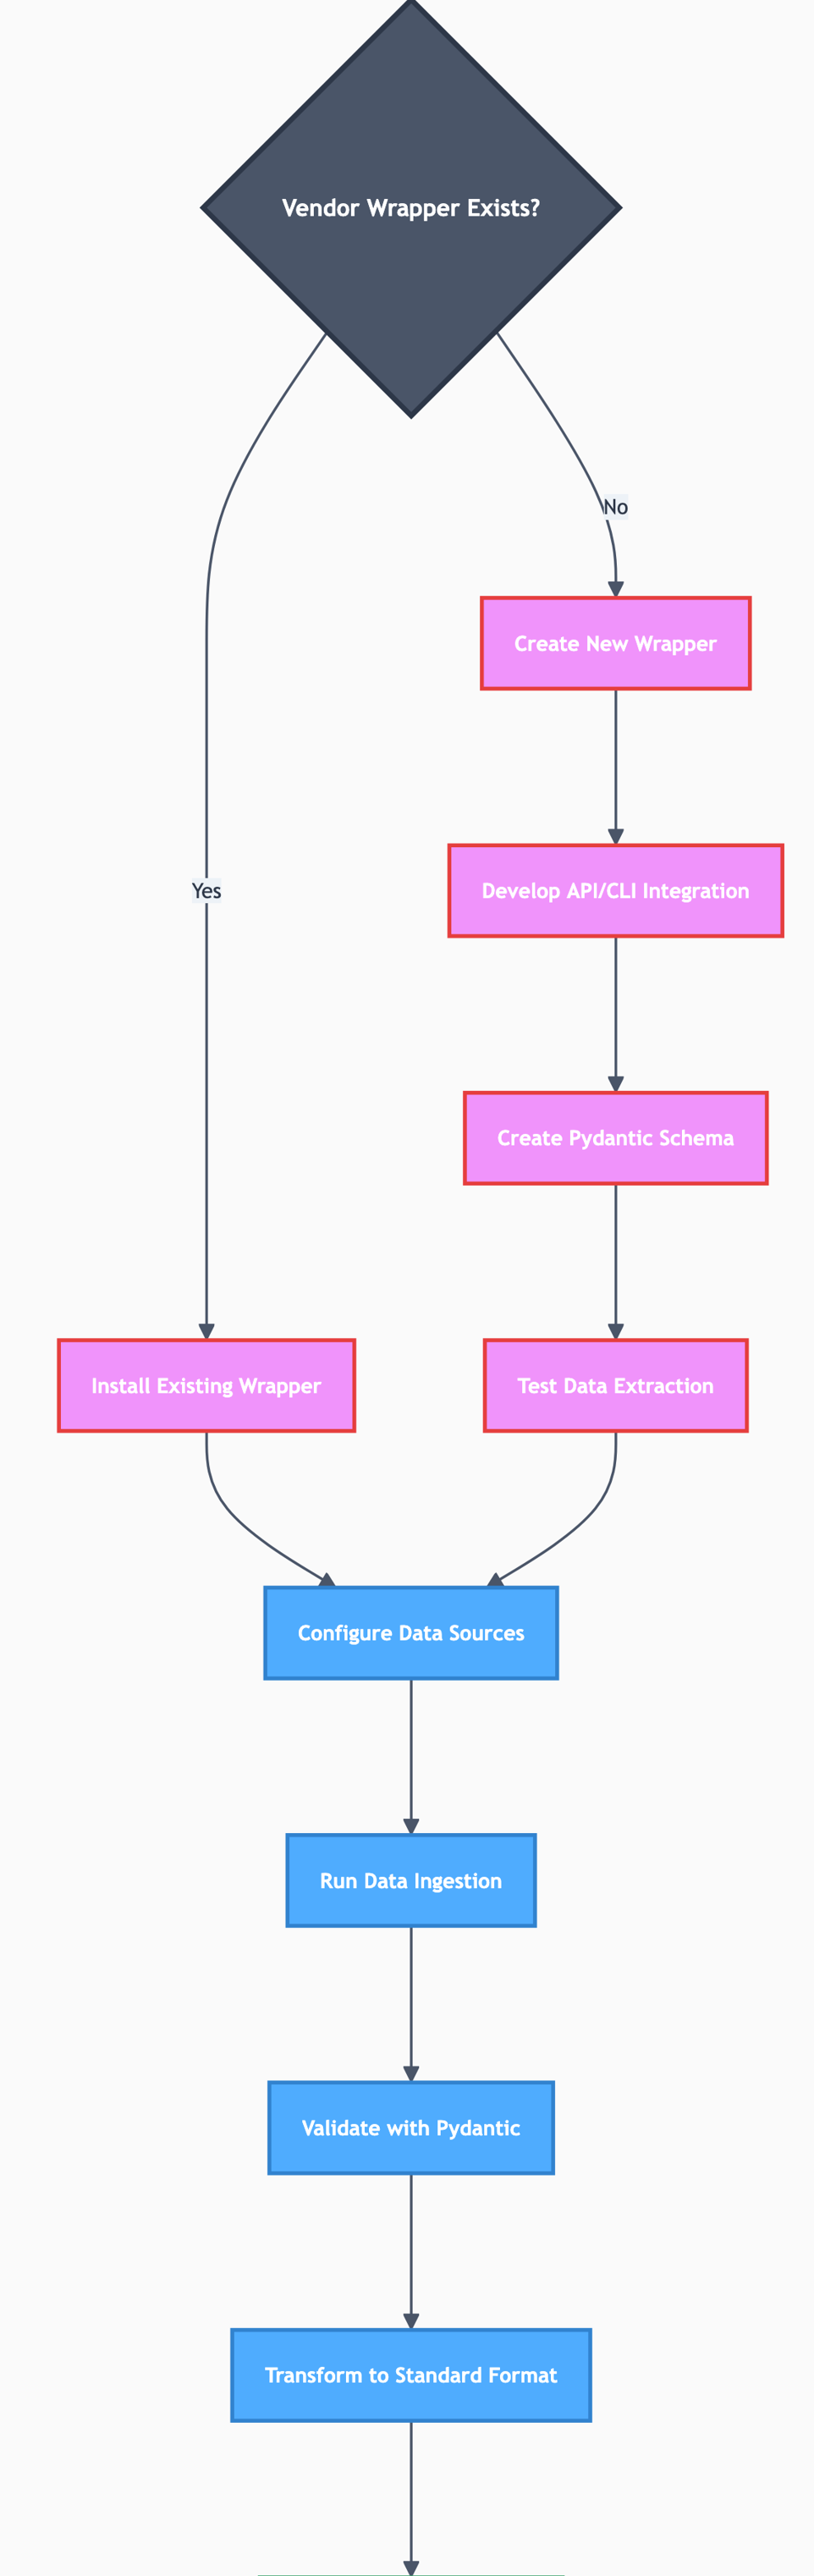 Vendor Wrapper Exists?
No
Create New Wrapper
Yes
Develop API/CLI Integration
Create Pydantic Schema
Install Existing Wrapper
Test Data Extraction
Configure Data Sources
Run Data Ingestion
Validate with Pydantic
Transform to Standard Format